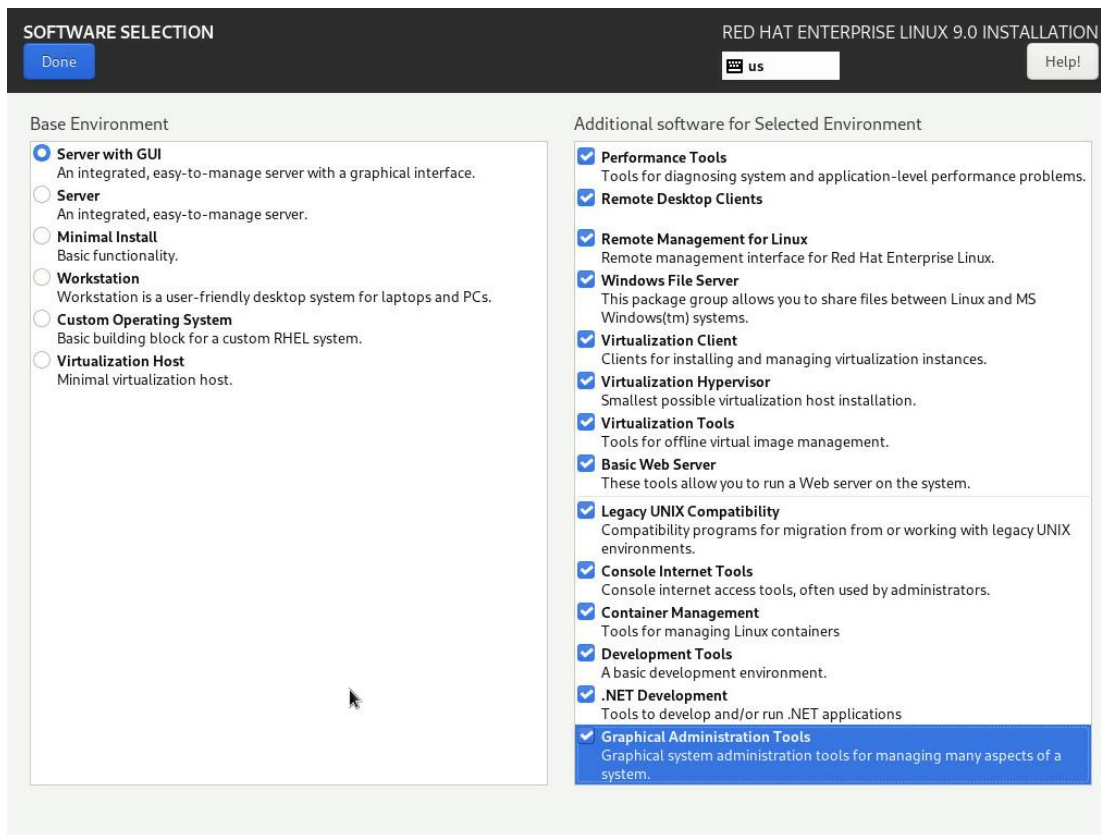 SOFTWARE SELECTION
Done
RED HAT ENTERPRISE LINUX 9.0 INSTALLATION
us
Help!
Base Environment
Server with GUI
An integrated, easy-to-manage server with a graphical interface.
Server
An integrated, easy-to-manage server.
Minimal Install
Basic functionality.
Workstation
Workstation is a user-friendly desktop system for laptops and PCs.
Custom Operating System
Basic building block for a custom RHEL system.
Virtualization Host
Minimal virtualization host.
Additional software for Selected Environment
Performance Tools
Tools for diagnosing system and application-level performance problems.
Remote Desktop Clients
Remote Management for Linux
Remote management interface for Red Hat Enterprise Linux.
Windows File Server
This package group allows you to share files between Linux and MS
Windows(tm) systems.
Virtualization Client
Clients for installing and managing virtualization instances.
Virtualization Hypervisor
Smallest possible virtualization host installation.
Virtualization Tools
Tools for offline virtual image management.
Basic Web Server
These tools allow you to run a Web server on the system.
Legacy UNIX Compatibility
Compatibility programs for migration from or working with legacy UNIX
environments.
Console Internet Tools
Console internet access tools, often used by administrators.
Container Management
Tools for managing Linux containers
Development Tools
A basic development environment.
.NET Development
Tools to develop and/or run .NET applications
Graphical Administration Tools
Graphical system administration tools for managing many aspects of a
system.